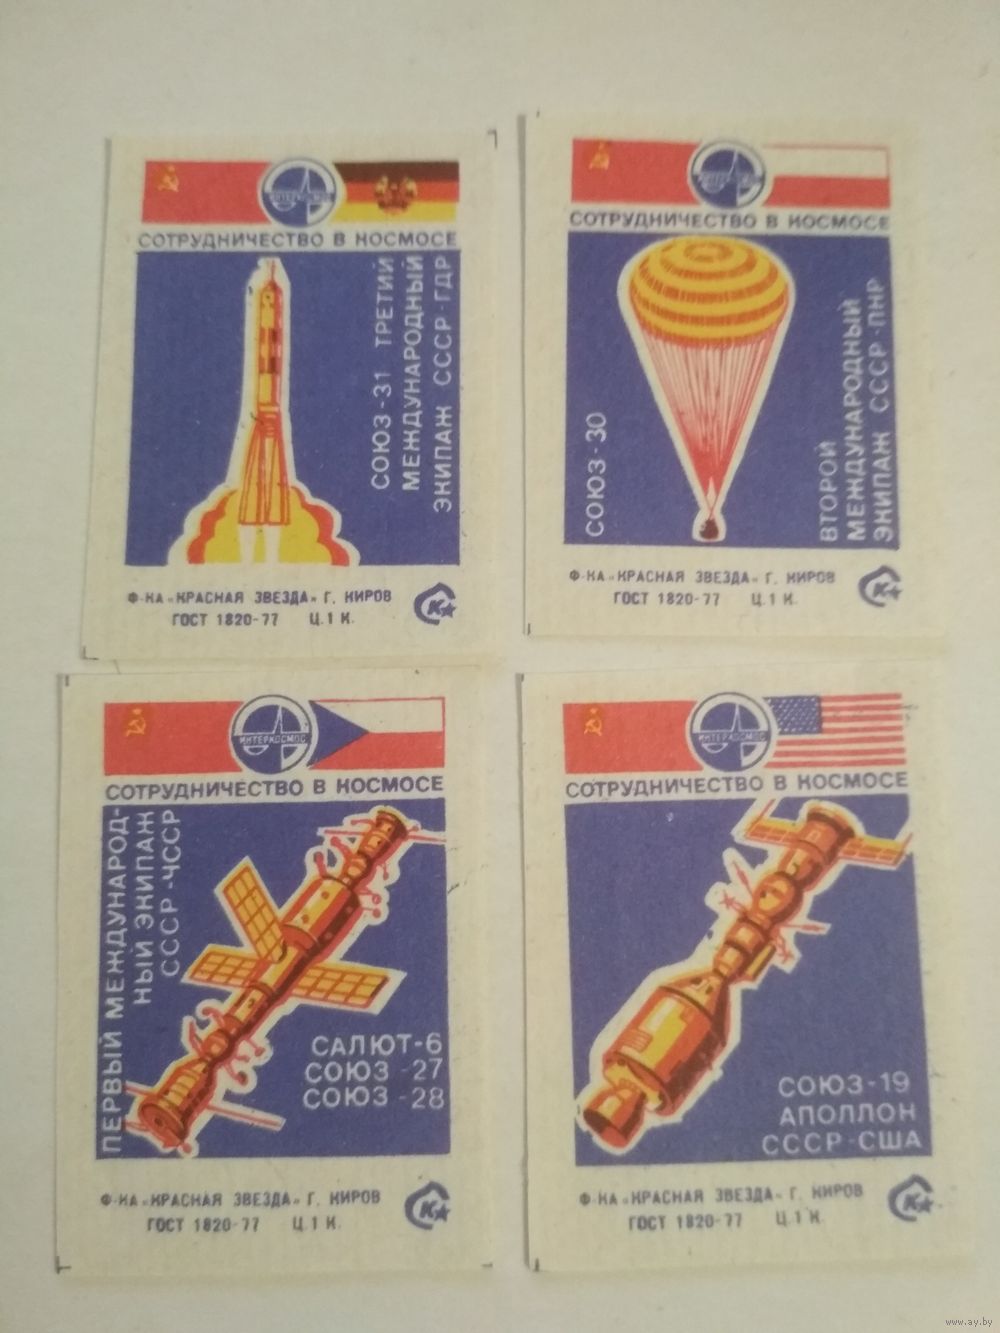 ИНТЕРКОСМОС
СОТРУДНИЧЕСТВО В КОСМОСЕ
СОЮЗ-31 ТРЕТИЙ
МЕЖДУНАРОДНЫЙ
ЭКИПАЖ СССР-ГДР
Ф-КА «КРАСНАЯ ЗВЕЗДА» Г. КИРОВ
ГОСТ 1820-77 Ц.1 К.
К
ИНТЕРКОСМОС
СОТРУДНИЧЕСТВО В КОСМОСЕ
СОЮЗ-30
ВТОРОЙ
МЕЖДУНАРОДНЫЙ
ЭКИПАЖ СССР-ПНР
Ф-КА «КРАСНАЯ ЗВЕЗДА» Г. КИРОВ
ГОСТ 1820-77 Ц.1 К.
К
ИНТЕРКОСМОС
СОТРУДНИЧЕСТВО В КОСМОСЕ
ПЕРВЫЙ МЕЖДУНАРОД-
НЫЙ ЭКИПАЖ
СССР-ЧССР
САЛЮТ-6
СОЮЗ-27
СОЮЗ-28
Ф-КА «КРАСНАЯ ЗВЕЗДА» Г. КИРОВ
ГОСТ 1820-77 Ц.1 К.
К
ИНТЕРКОСМОС
СОТРУДНИЧЕСТВО В КОСМОСЕ
СОЮЗ-19
АПОЛЛОН
СССР-США
Ф-КА «КРАСНАЯ ЗВЕЗДА» Г. КИРОВ
ГОСТ 1820-77 Ц.1 К.
К
www.ay.by